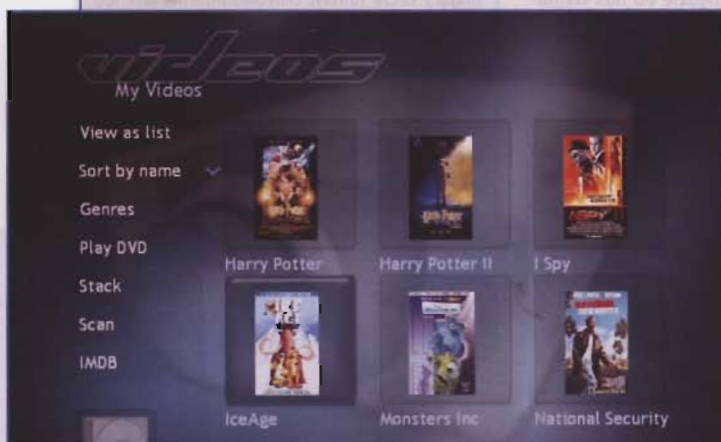 videos
My Videos
View as list
Sort by name
Genres
Play DVD
Stack
Scan
IMDB
Harry Potter
Harry Potter II
I Spy
IceAge
Monsters Inc
National Security